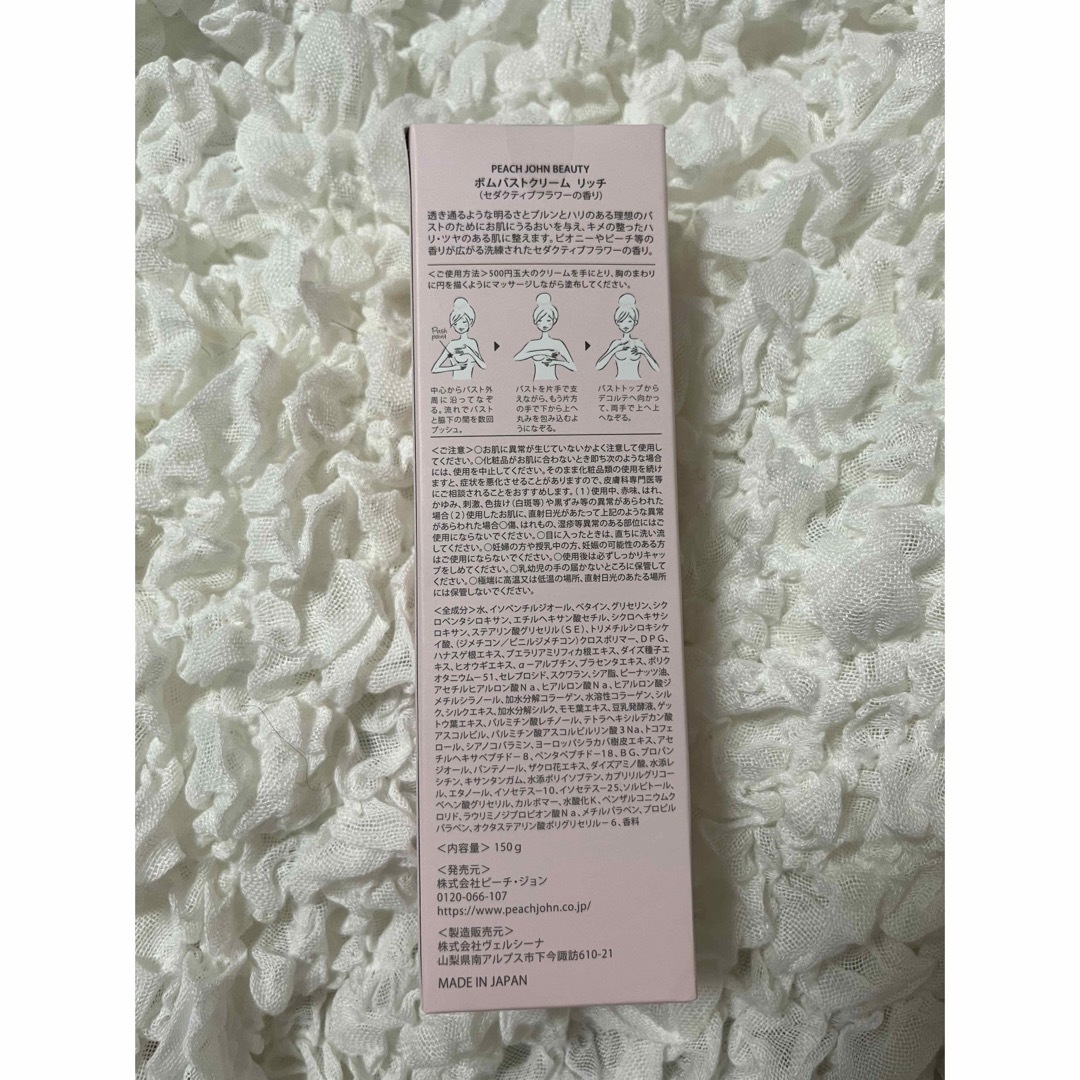 PEACH JOHN BEAUTY
ボムバストクリーム リッチ
（セダクティブフラワーの香り）
透き通るような明るさとプルンとハリのある理想のバ
ストのためにお肌にうるおいを与え、キメの整ったハ
リ・ツヤのある肌に整えます。ピオニーやピーチ等の
香りが広がる洗練されたセダクティブフラワーの香り。
＜ご使用方法＞500円玉大のクリームを手にとり、胸のまわり
に円を描くようにマッサージしながら塗布してください。
Push
point
中心からバスト外
周に沿ってなぞ
る。流れでバスト
と脇下の間を数回
プッシュ。
バストを片手で支
えながら、もう片方
の手で下から上へ
丸みを包み込むよ
うになぞる。
バストトップから
デコルテへ向かっ
て、両手で上へ上
へなぞる。
＜ご注意＞○お肌に異常が生じていないかよく注意して使用し
てください。○化粧品がお肌に合わないとき即ち次のような場合
には、使用を中止してください。そのまま化粧品類の使用を続け
ますと、症状を悪化させることがありますので、皮膚科専門医等
にご相談されることをおすすめします。（1）使用中、赤味、はれ、
かゆみ、刺激、色抜け（白斑等）や黒ずみ等の異常があらわれた
場合（2）使用したお肌に、直射日光があたって上記のような異常
があらわれた場合○傷、はれもの、湿疹等異常のある部位にはご
使用にならないでください。○目に入ったときは、直ちに洗い流
してください。○妊婦の方や授乳中の方、妊娠の可能性のある方
はご使用にならないでください。○使用後は必ずしっかりキャッ
プをしめてください。○乳幼児の手の届かないところに保管して
ください。○極端に高温又は低温の場所、直射日光のあたる場所
には保管しないでください。
＜全成分＞水、イソペンチルジオール、ベタイン、グリセリン、シク
ロペンタシロキサン、エチルヘキサン酸セチル、シクロヘキサシ
ロキサン、ステアリン酸グリセリル（ＳＥ）、トリメチルシロキシケ
イ酸、（ジメチコン／ビニルジメチコン）クロスポリマー、ＤＰＧ、
ハナスゲ根エキス、プエラリアミリフィカ根エキス、ダイズ種子エ
キス、ヒオウギエキス、α－アルブチン、プラセンタエキス、ポリク
オタニウム－51、セレブロシド、スクワラン、シア脂、ピーナッツ油、
アセチルヒアルロン酸Ｎａ、ヒアルロン酸Ｎａ、ヒアルロン酸ジ
メチルシラノール、加水分解コラーゲン、水溶性コラーゲン、シル
ク、シルクエキス、加水分解シルク、モモ葉エキス、豆乳発酵液、ゲッ
トウ葉エキス、パルミチン酸レチノール、テトラヘキシルデカン酸
アスコルビル、パルミチン酸アスコルビルリン酸３Na、トコフェ
ロール、シアノコバラミン、ヨーロッパシラカバ樹皮エキス、アセ
チルヘキサペプチド－８、ペンタペプチド－18、ＢＧ、プロパン
ジオール、パンテノール、ザクロ花エキス、ダイズアミノ酸、水添レ
シチン、キサンタンガム、水添ポリイソブテン、カプリリルグリコー
ル、エタノール、イソセテス－10、イソセテス－25、ソルビトール、
ベヘン酸グリセリル、カルボマー、水酸化Ｋ、ベンザルコニウムク
ロリド、ラウリミノジプロピオン酸Ｎａ、メチルパラベン、プロピル
パラベン、オクタステアリン酸ポリグリセリル－６、香料
＜内容量＞ 150ｇ
＜発売元＞
株式会社ピーチ・ジョン
0120-066-107
https://www.peachjohn.co.jp/
＜製造販売元＞
株式会社ヴェルシーナ
山梨県南アルプス市下今諏訪610-21
MADE IN JAPAN